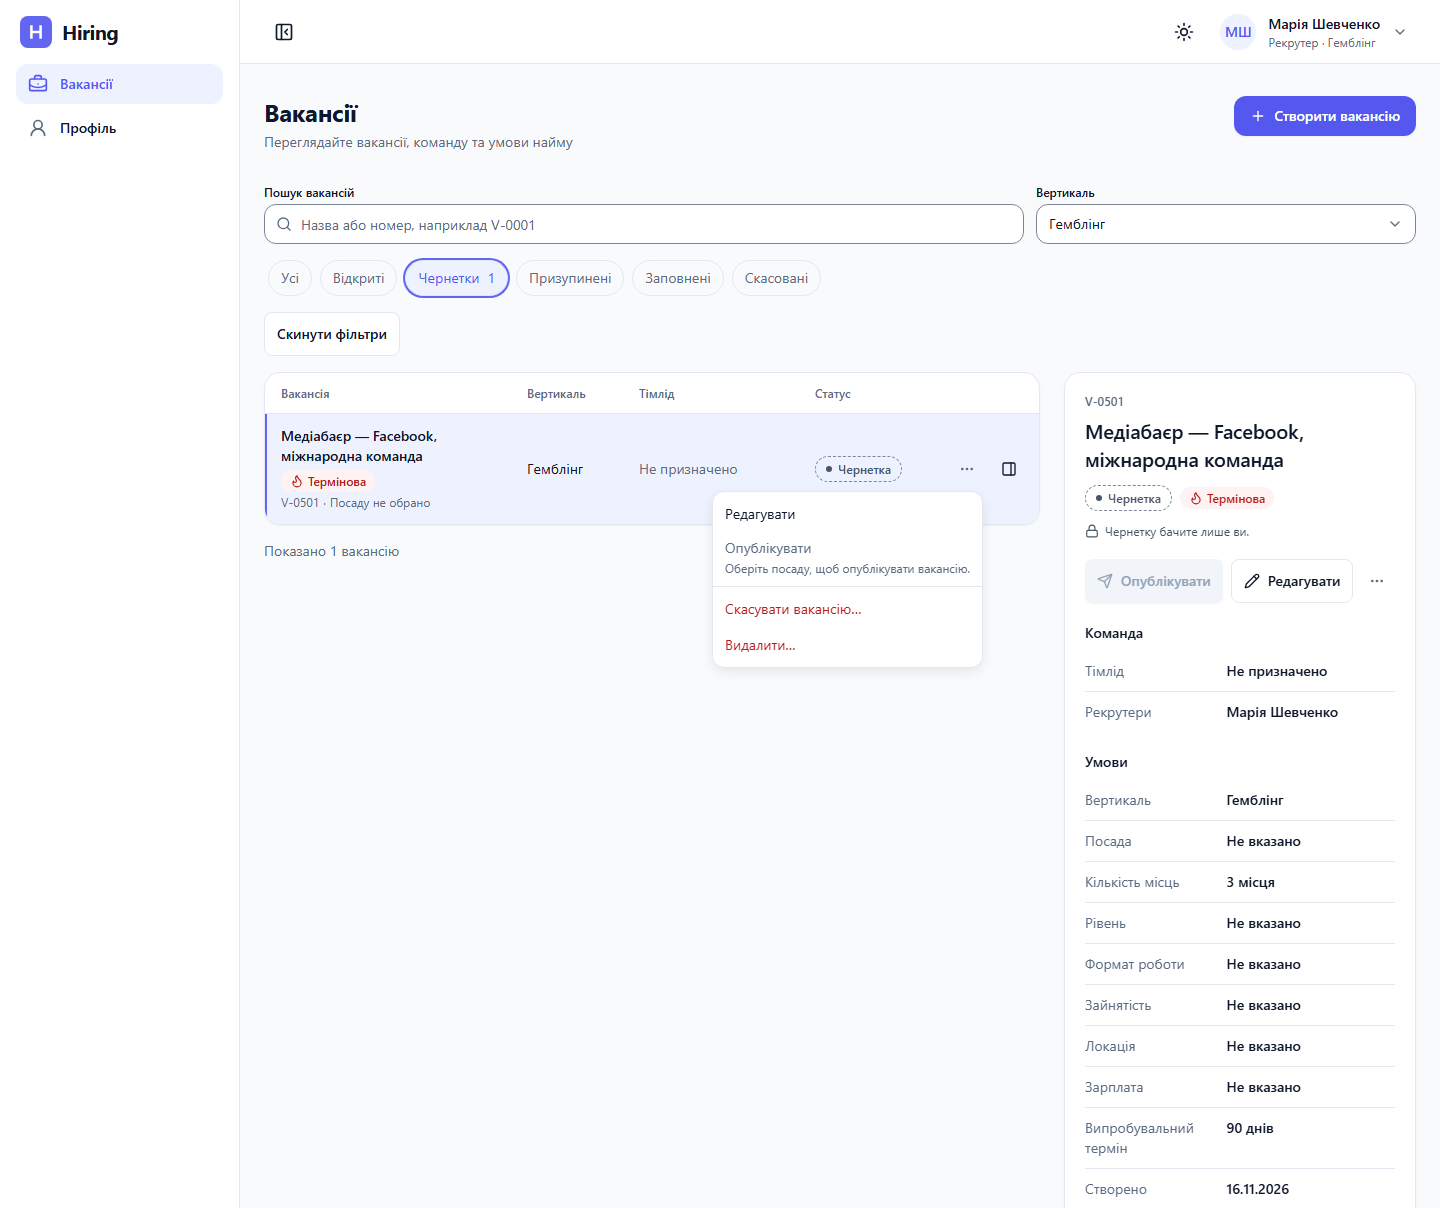 H Hiring
Вакансії
Профіль
МШ
Марія Шевченко
Рекрутер · Гемблінг
Вакансії
Переглядайте вакансії, команду та умови найму
Створити вакансію
Пошук вакансій
Назва або номер, наприклад V-0001
Вертикаль
Гемблінг
Усі
Відкриті
Чернетки 1
Призупинені
Заповнені
Скасовані
Скинути фільтри
Вакансія Вертикаль Тімлід Статус
Медіабаєр — Facebook,
міжнародна команда
Термінова
V-0501 · Посаду не обрано
Гемблінг
Не призначено
Чернетка
Редагувати
Опублікувати
Оберіть посаду, щоб опублікувати вакансію.
Скасувати вакансію...
Видалити...
Показано 1 вакансію
V-0501
Медіабаєр — Facebook,
міжнародна команда
Чернетка Термінова
Чернетку бачите лише ви.
Опублікувати Редагувати
Команда
Тімлід Не призначено
Рекрутери Марія Шевченко
Умови
Вертикаль Гемблінг
Посада Не вказано
Кількість місць 3 місця
Рівень Не вказано
Формат роботи Не вказано
Зайнятість Не вказано
Локація Не вказано
Зарплата Не вказано
Випробувальний 90 днів
термін
Створено 16.11.2026